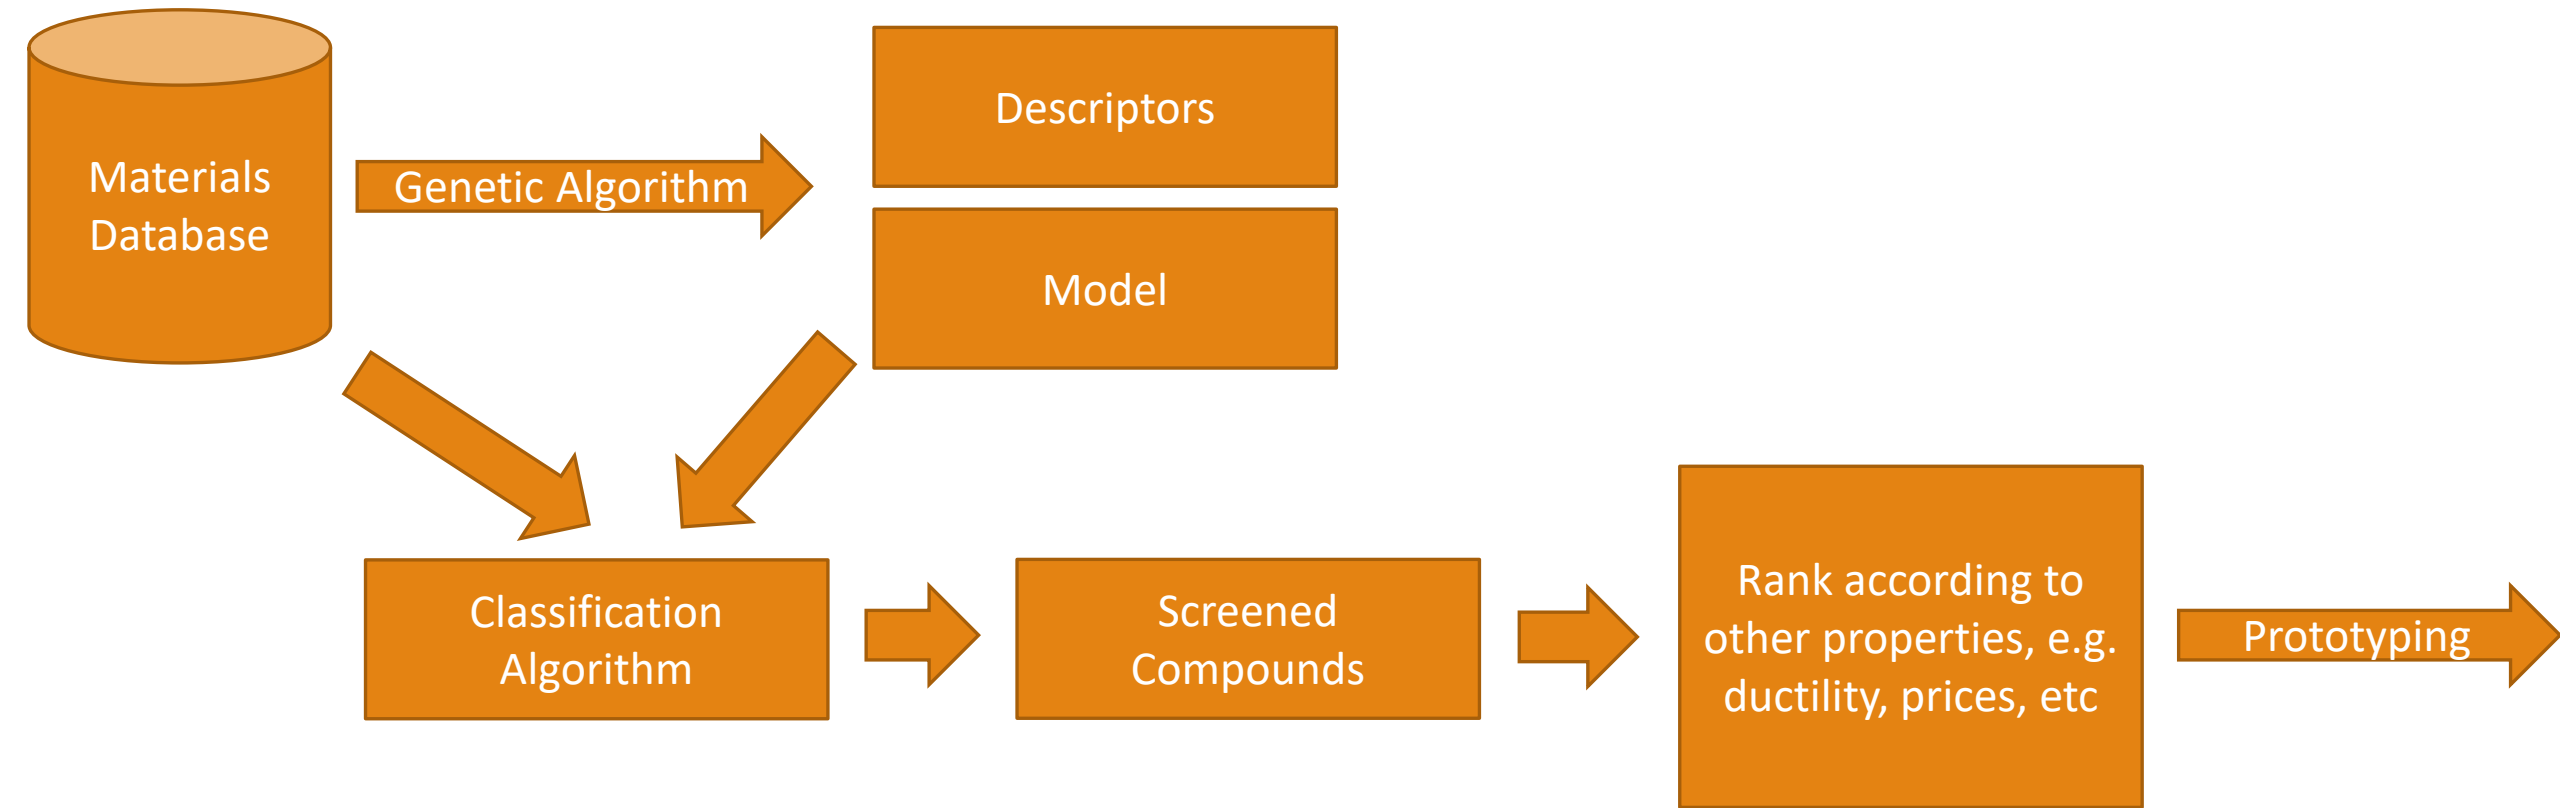 Materials
Database
Genetic Algorithm
Descriptors
Model
Classification
Algorithm
Screened
Compounds
Rank according to
other properties, e.g.
ductility, prices, etc
Prototyping